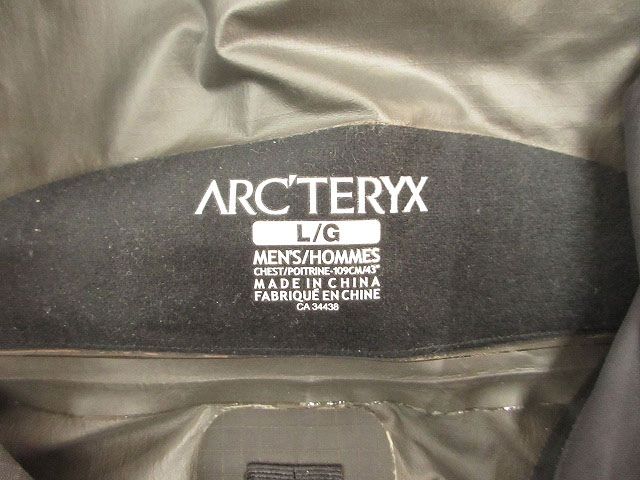 ARC'TERYX
L/G
MEN'S/HOMMES
CHEST/POITRINE-109CM/43"
MADE IN CHINA
FABRIQUÉ EN CHINE
CA 34438